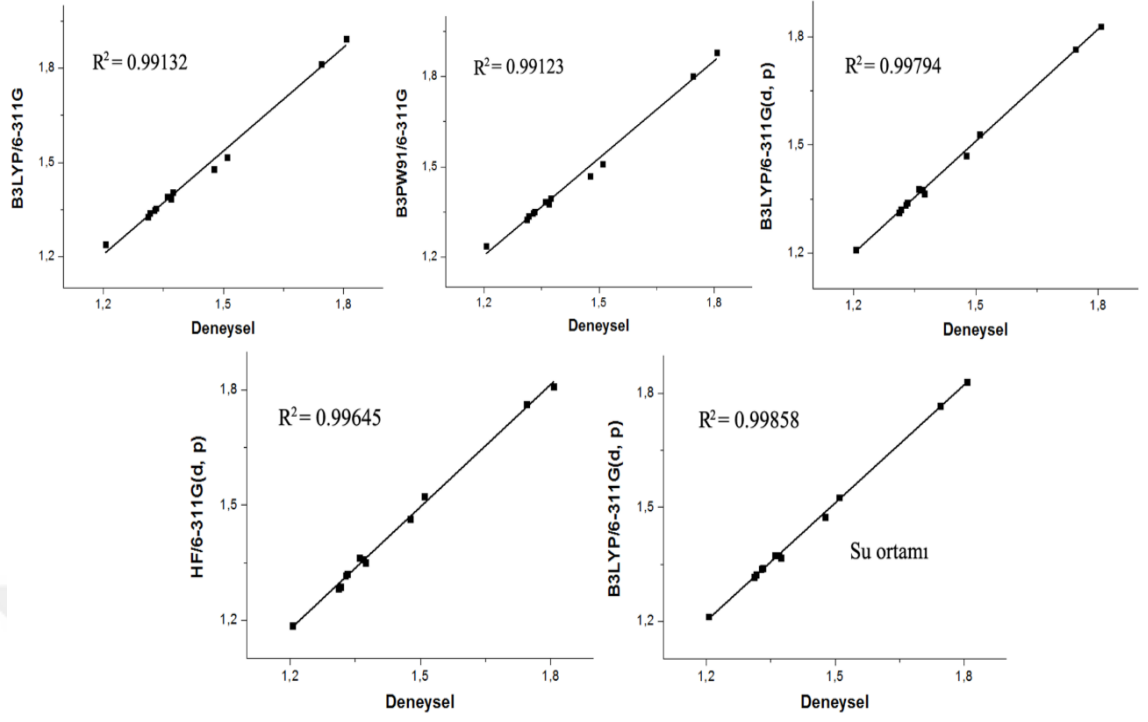 R² = 0.99132
B3LYP/6-311G
1,8
1,5
1,2
1,2 1,5 1,8
Deneysel
R² = 0.99123
B3PW91/6-311G
1,8
1,5
1,2
1,2 1,5 1,8
Deneysel
R² = 0.99794
B3LYP/6-311G(d, p)
1,8
1,5
1,2
1,2 1,5 1,8
Deneysel
R² = 0.99645
HF/6-311G(d, p)
1,8
1,5
1,2
1,2 1,5 1,8
Deneysel
R² = 0.99858
B3LYP/6-311G(d, p)
1,8
1,5
1,2
Su ortamı
1,2 1,5 1,8
Deneysel